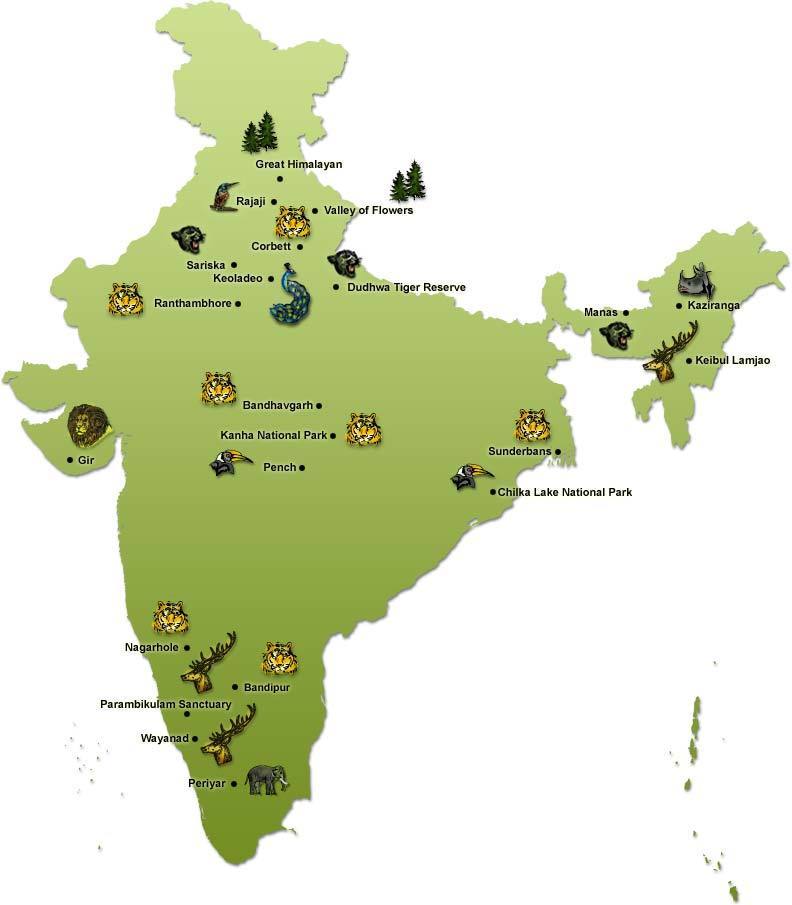 Great Himalayan
Rajaji
Valley of Flowers
Corbett
Sariska
Keoladeo
Dudhwa Tiger Reserve
Ranthambhore
Manas
Kaziranga
Keibul Lamjao
Bandhavgarh
Kanha National Park
Sunderbans
Gir
Pench
Chilka Lake National Park
Nagarhole
Bandipur
Parambikulam Sanctuary
Wayanad
Periyar